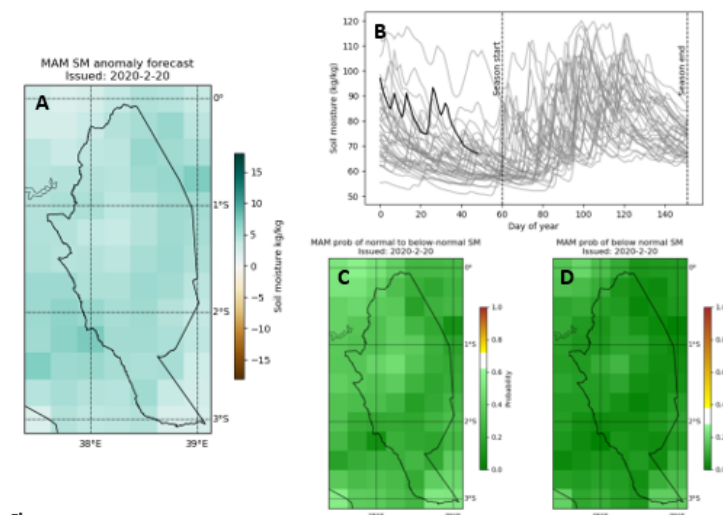 MAM SM anomaly forecast
Issued: 2020-2-20
A
0°
1°S
2°S
3°S
38°E
39°E
15
10
5
0
−5
−10
−15
Soil moisture kg/kg
B
120
110
100
90
80
70
60
50
Soil moisture (kg/kg)
Season start
Season end
0
20
40
60
80
100
120
140
Day of year
MAM prob of normal to below-normal SM
Issued: 2020-2-20
C
0°
1°S
2°S
3°S
1.0
0.8
0.6
0.4
0.2
0.0
Probability
MAM prob of below normal SM
Issued: 2020-2-20
D
0°
1°S
2°S
3°S